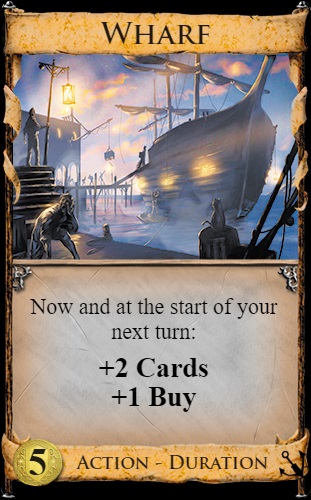 Wharf
Now and at the start of your
next turn:
+2 Cards
+1 Buy
5 Action - Duration